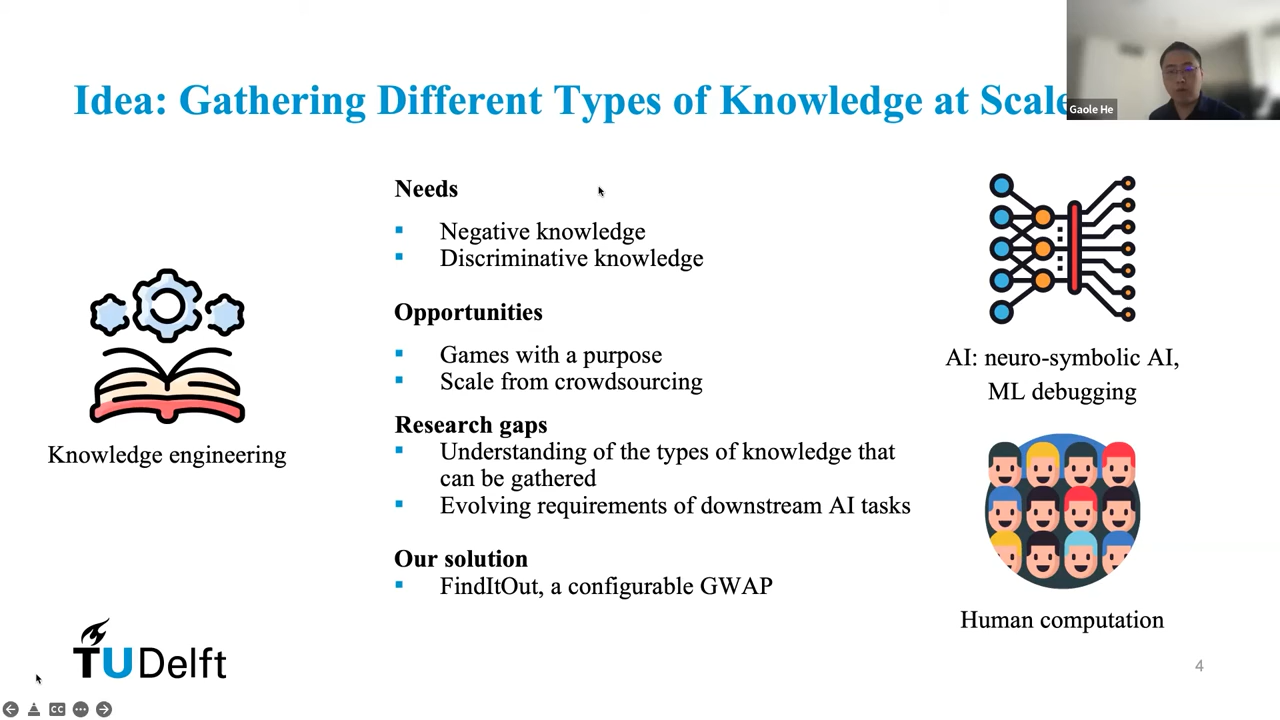 Idea: Gathering Different Types of Knowledge at Scale
Gaole He
Needs
Negative knowledge
Discriminative knowledge
Opportunities
Games with a purpose
Scale from crowdsourcing
Research gaps
Understanding of the types of knowledge that
can be gathered
Evolving requirements of downstream AI tasks
Our solution
FindItOut, a configurable GWAP
Knowledge engineering
AI: neuro-symbolic AI,
ML debugging
Human computation
TU Delft
4
CC